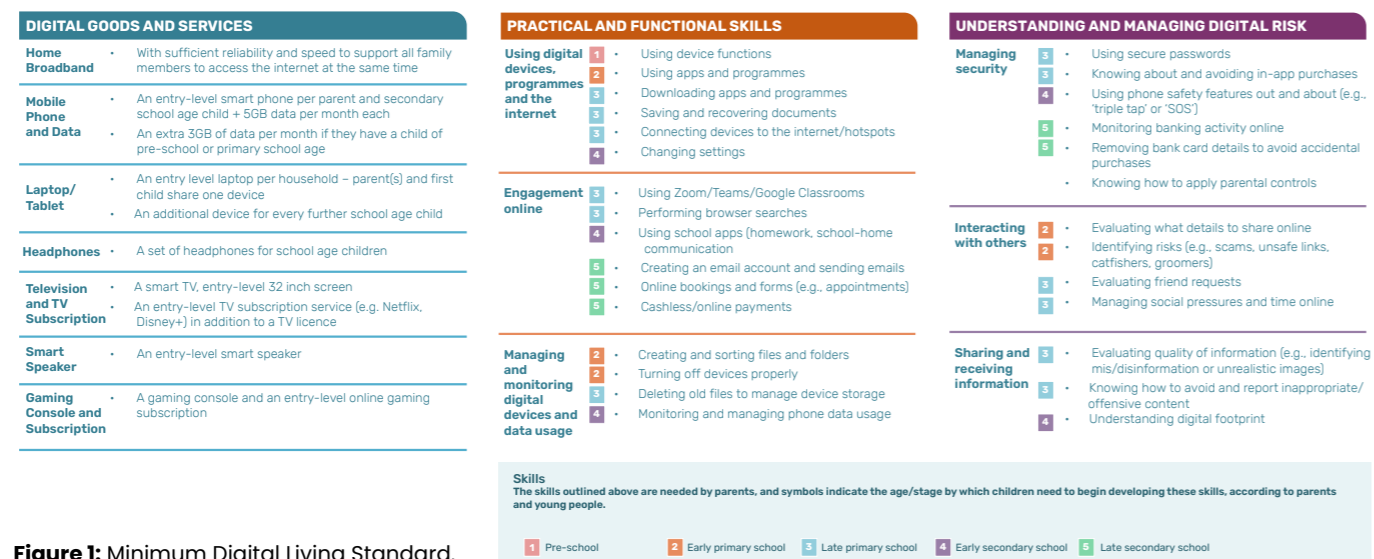 DIGITAL GOODS AND SERVICES
Home
Broadband
• With sufficient reliability and speed to support all family
members to access the internet at the same time
Mobile
Phone
and Data
• An entry-level smart phone per parent and secondary
school age child + 5GB data per month each
• An extra 3GB of data per month if they have a child of
pre-school or primary school age
Laptop/
Tablet
• An entry level laptop per household – parent(s) and first
child share one device
• An additional device for every further school age child
Headphones • A set of headphones for school age children
Television
and TV
Subscription
• A smart TV, entry-level 32 inch screen
• An entry-level TV subscription service (e.g. Netflix,
Disney+) in addition to a TV licence
Smart
Speaker
• An entry-level smart speaker
Gaming
Console and
Subscription
• A gaming console and an entry-level online gaming
subscription
PRACTICAL AND FUNCTIONAL SKILLS
Using digital
devices,
programmes
and the
internet
1 • Using device functions
2 • Using apps and programmes
3 • Downloading apps and programmes
3 • Saving and recovering documents
3 • Connecting devices to the internet/hotspots
4 • Changing settings
Engagement
online
3 • Using Zoom/Teams/Google Classrooms
3 • Performing browser searches
4 • Using school apps (homework, school-home
communication
5 • Creating an email account and sending emails
5 • Online bookings and forms (e.g., appointments)
5 • Cashless/online payments
Managing
and
monitoring
digital
devices and
data usage
2 • Creating and sorting files and folders
2 • Turning off devices properly
3 • Deleting old files to manage device storage
4 • Monitoring and managing phone data usage
UNDERSTANDING AND MANAGING DIGITAL RISK
Managing
security
3 • Using secure passwords
3 • Knowing about and avoiding in-app purchases
4 • Using phone safety features out and about (e.g.,
‘triple tap’ or ‘SOS’)
5 • Monitoring banking activity online
5 • Removing bank card details to avoid accidental
purchases
• Knowing how to apply parental controls
Interacting
with others
2 • Evaluating what details to share online
2 • Identifying risks (e.g., scams, unsafe links,
catfishers, groomers)
3 • Evaluating friend requests
3 • Managing social pressures and time online
Sharing and
receiving
information
3 • Evaluating quality of information (e.g., identifying
mis/disinformation or unrealistic images)
3 • Knowing how to avoid and report inappropriate/
offensive content
4 • Understanding digital footprint
Skills
The skills outlined above are needed by parents, and symbols indicate the age/stage by which children need to begin developing these skills, according to parents
and young people.
1 Pre-school 2 Early primary school 3 Late primary school 4 Early secondary school 5 Late secondary school
Figure 1: Minimum Digital Living Standard.